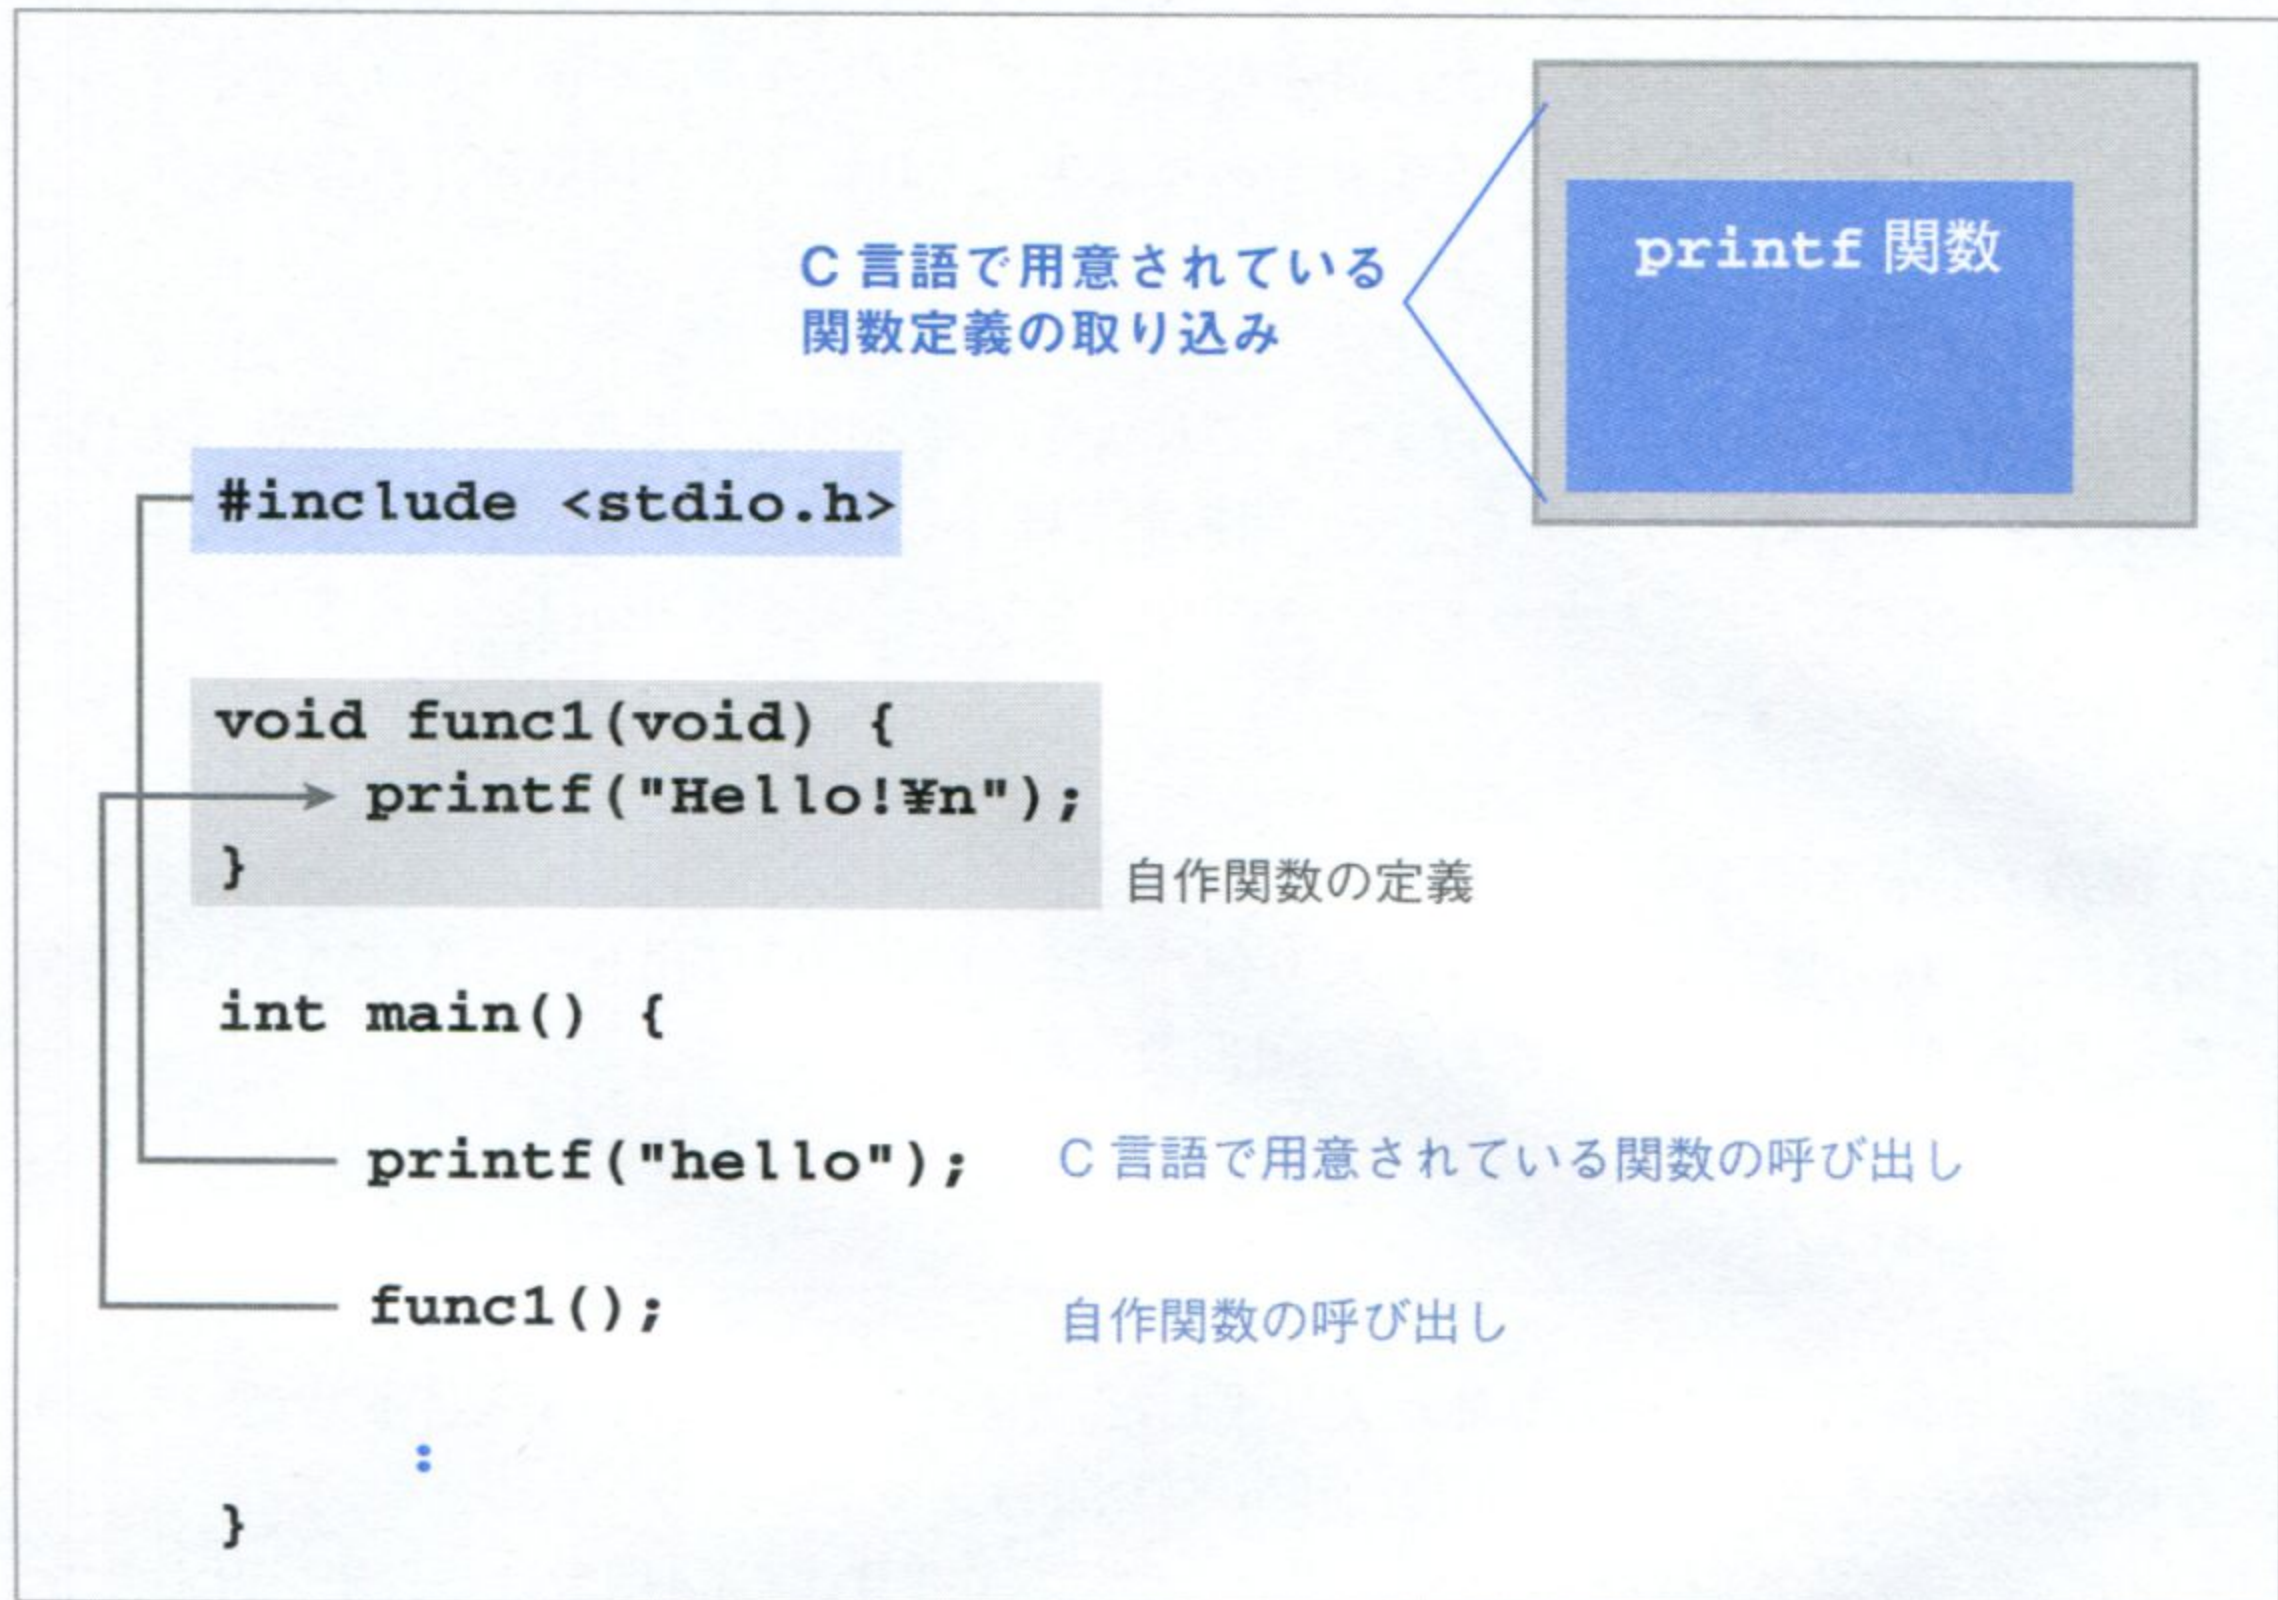 printf 関数
C 言語で用意されている
関数定義の取り込み
#include <stdio.h>
void func1(void) {
printf("Hello!¥n");
}
自作関数の定義
int main() {
printf("hello"); C 言語で用意されている関数の呼び出し
func1(); 自作関数の呼び出し
:
}